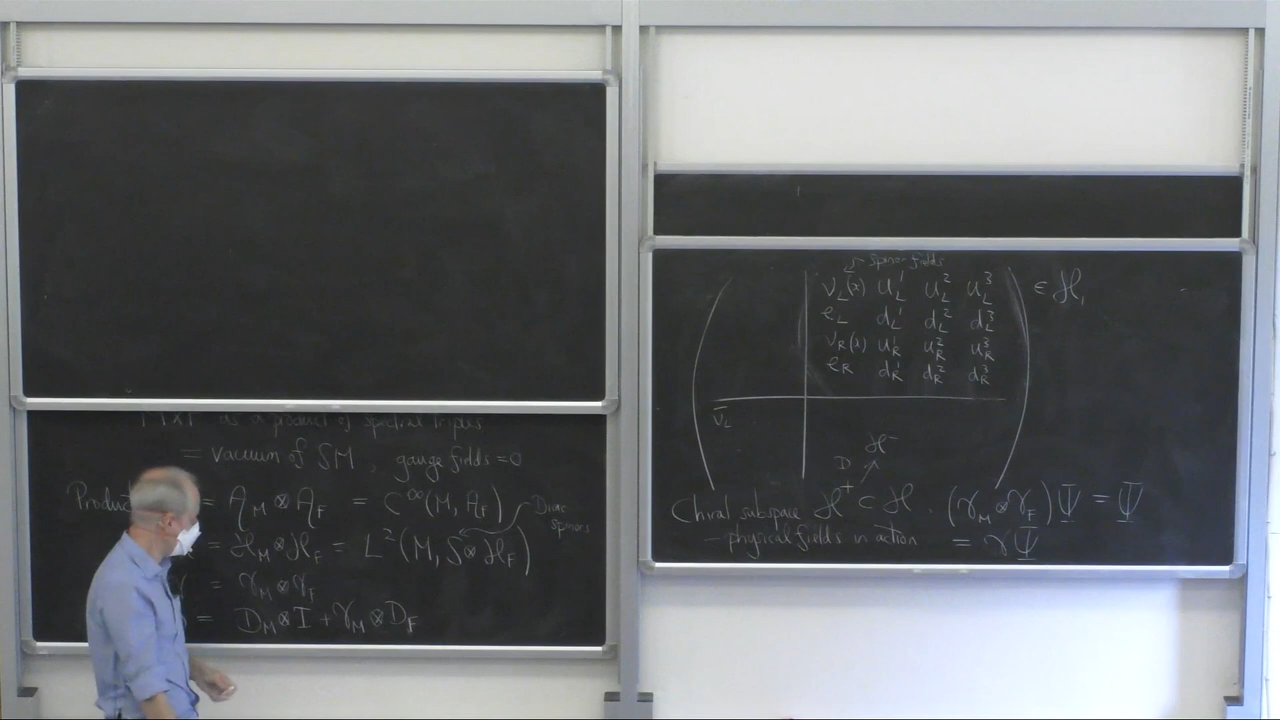 as a product of spectral triples
= vacuum of SM, gauge fields = 0
Produc = A_M ⊗ A_F = C^∞(M, A_F)
Dirac spinors
= H_M ⊗ H_F = L²(M, S ⊗ H_F)
= γ_M ⊗ γ_F
= D_M ⊗ I + γ_M ⊗ D_F
spinor fields
ν_L(x) u_L^1 u_L^2 u_L^3 ∈ H,
e_L d_L^1 d_L^2 d_L^3
ν_R(x) u_R^1 u_R^2 u_R^3
e_R d_R^1 d_R^2 d_R^3
ν̄_L
H^-
D
Chiral subspace H^+ ⊂ H. (γ_M ⊗ γ_F) Ψ = Ψ
- physical fields in action = γΨ